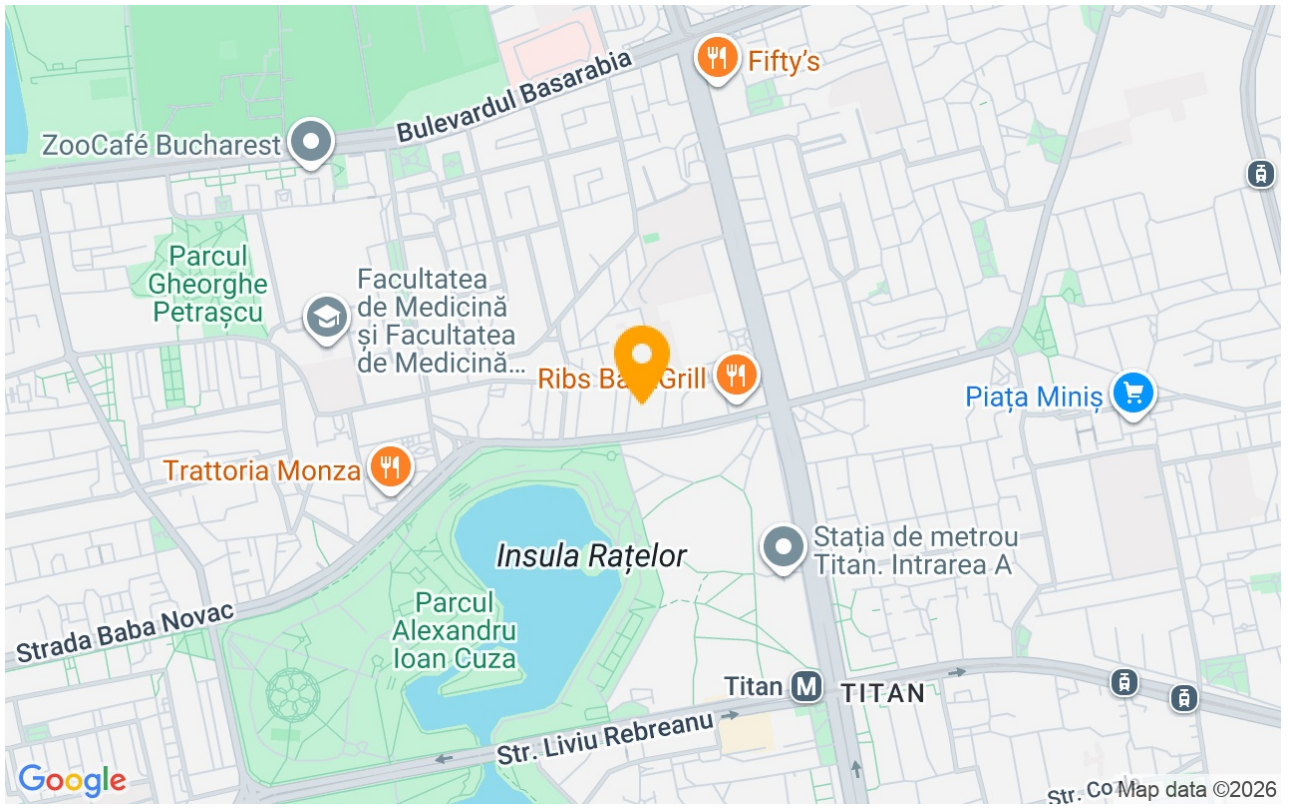 Fifty's
Bulevardul Basarabia
ZooCafé Bucharest
Parcul
Gheorghe
Petrașcu
Facultatea
de Medicină
și Facultatea
de Medicină...
Ribs
Grill
Piața Miniș
Trattoria Monza
Insula Rațelor
Stația de metrou
Titan. Intrarea A
Parcul
Alexandru
Ioan Cuza
Strada Baba Novac
Titan M
TITAN
Str. Liviu Rebreanu
Google
Str.
Map data ©2026